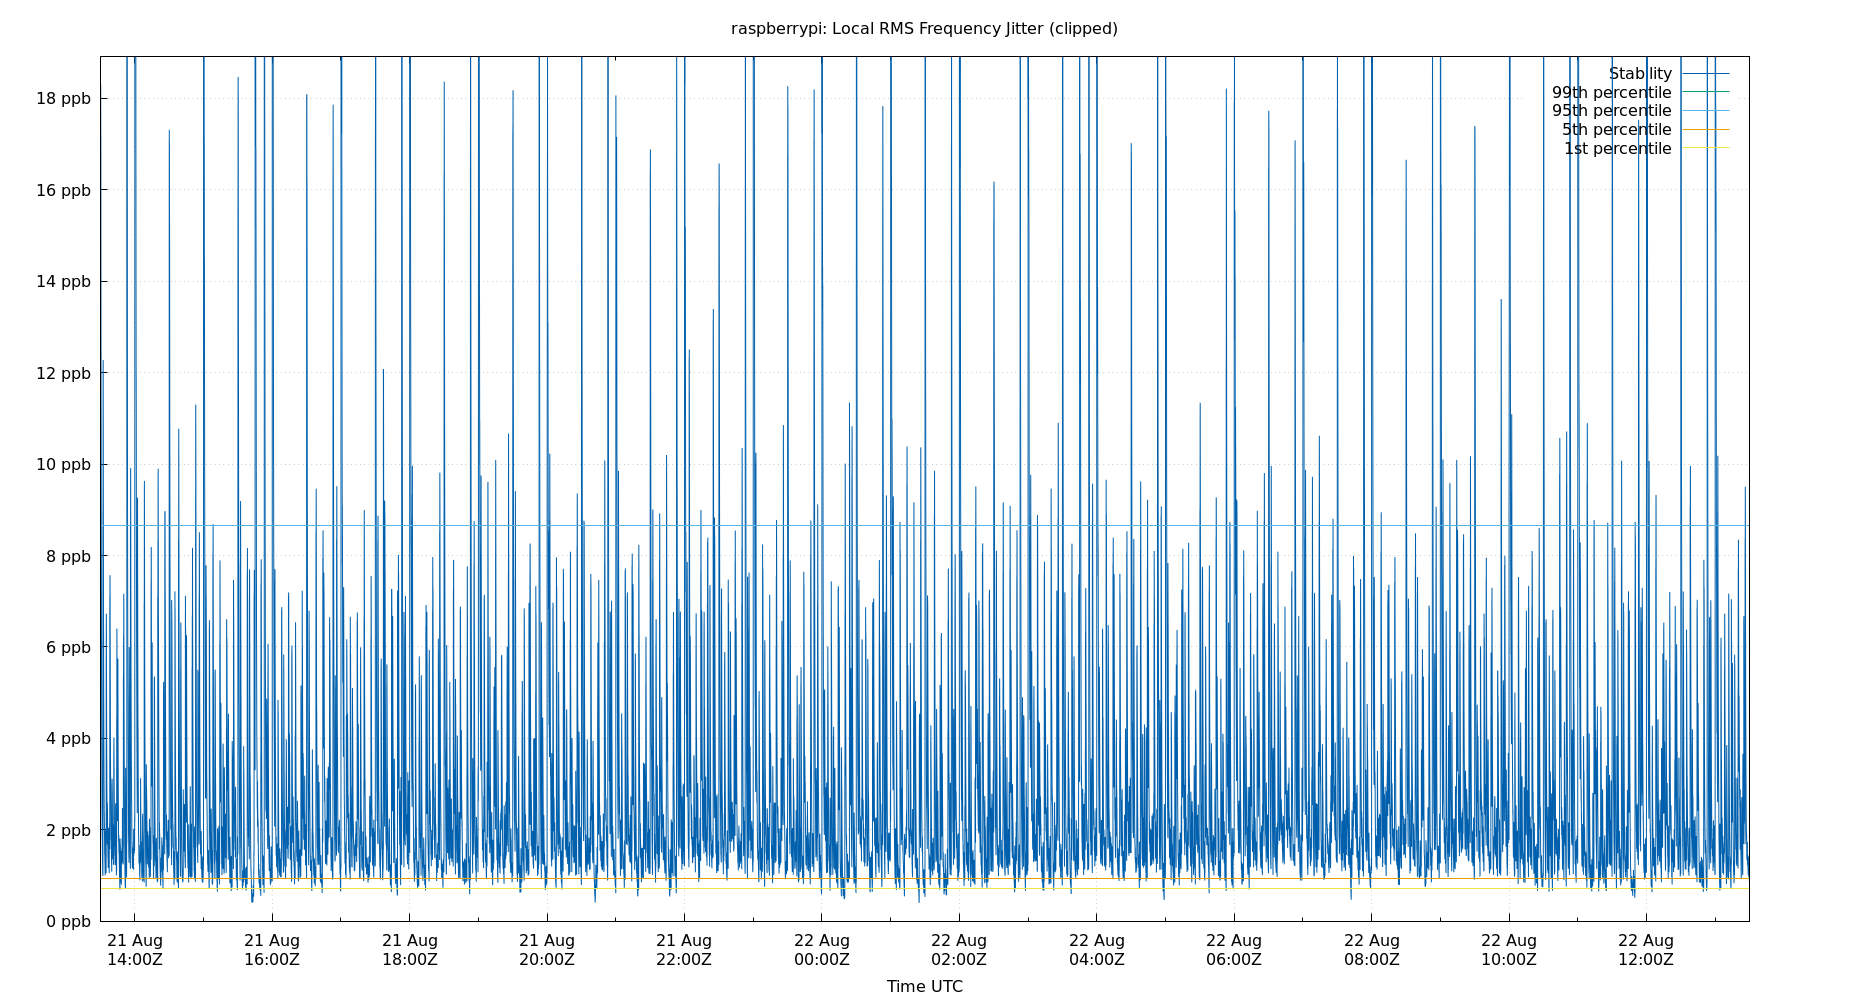 raspberrypi: Local RMS Frequency Jitter (clipped)
Stability
99th percentile
95th percentile
5th percentile
1st percentile
18 ppb
16 ppb
14 ppb
12 ppb
10 ppb
8 ppb
6 ppb
4 ppb
2 ppb
0 ppb
21 Aug 21 Aug 21 Aug 21 Aug 21 Aug 22 Aug 22 Aug 22 Aug 22 Aug 22 Aug 22 Aug 22 Aug
14:00Z 16:00Z 18:00Z 20:00Z 22:00Z 00:00Z 02:00Z 04:00Z 06:00Z 08:00Z 10:00Z 12:00Z
Time UTC